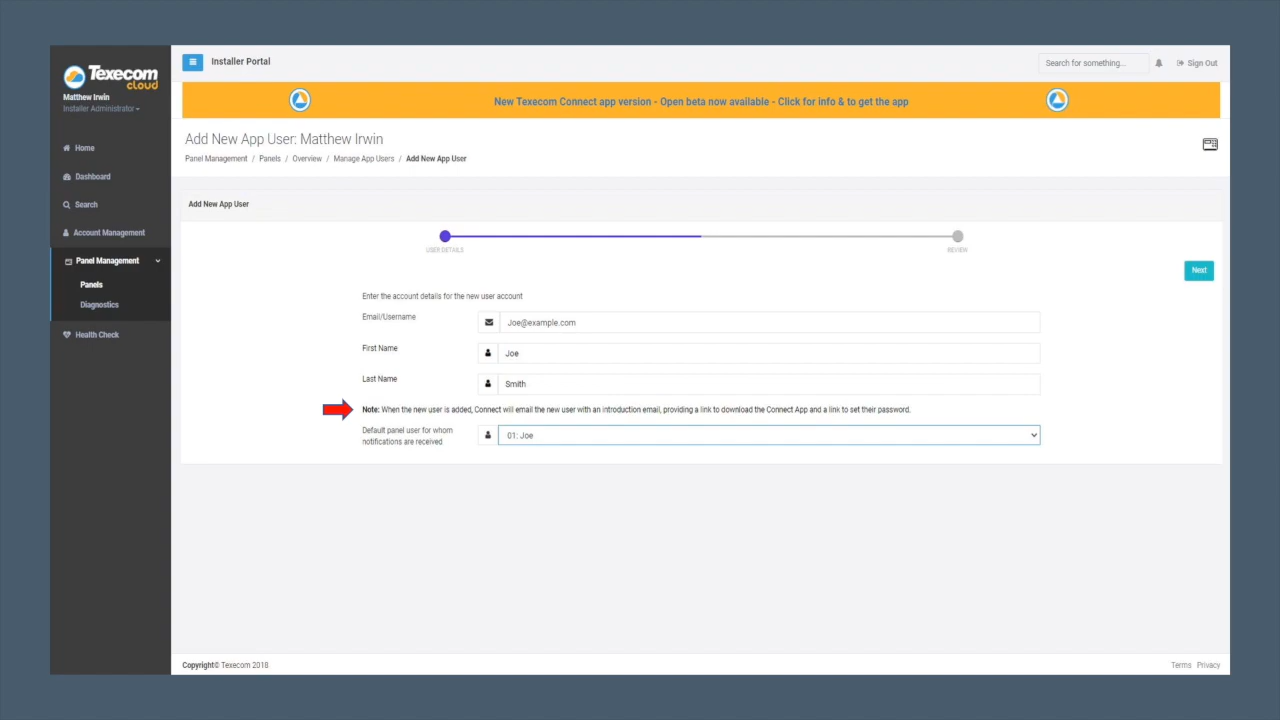 Texecom
cloud
Matthew Irwin
Installer Administrator
Home
Dashboard
Search
Account Management
Panel Management
Panels
Diagnostics
Health Check
Installer Portal
Search for something...
Sign Out
New Texecom Connect app version - Open beta now available - Click for info & to get the app
Add New App User: Matthew Irwin
Panel Management / Panels / Overview / Manage App Users / Add New App User
Add New App User
USER DETAILS
REVIEW
Next
Enter the account details for the new user account
Email/Username
Joe@example.com
First Name
Joe
Last Name
Smith
Note: When the new user is added, Connect will email the new user with an introduction email, providing a link to download the Connect App and a link to set their password.
Default panel user for whom
notifications are received
01: Joe
Copyright© Texecom 2018
Terms Privacy